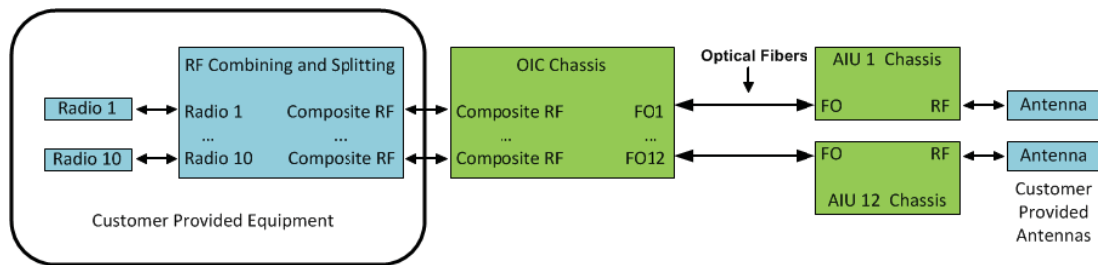 RF Combining and Splitting
OIC Chassis
Optical Fibers
AIU 1 Chassis
Radio 1
Radio 1
Composite RF
Composite RF
FO1
FO
RF
Antenna
...
...
...
...
Radio 10
Radio 10
Composite RF
Composite RF
FO12
FO
RF
Antenna
AIU 12 Chassis
Customer Provided Equipment
Customer
Provided
Antennas